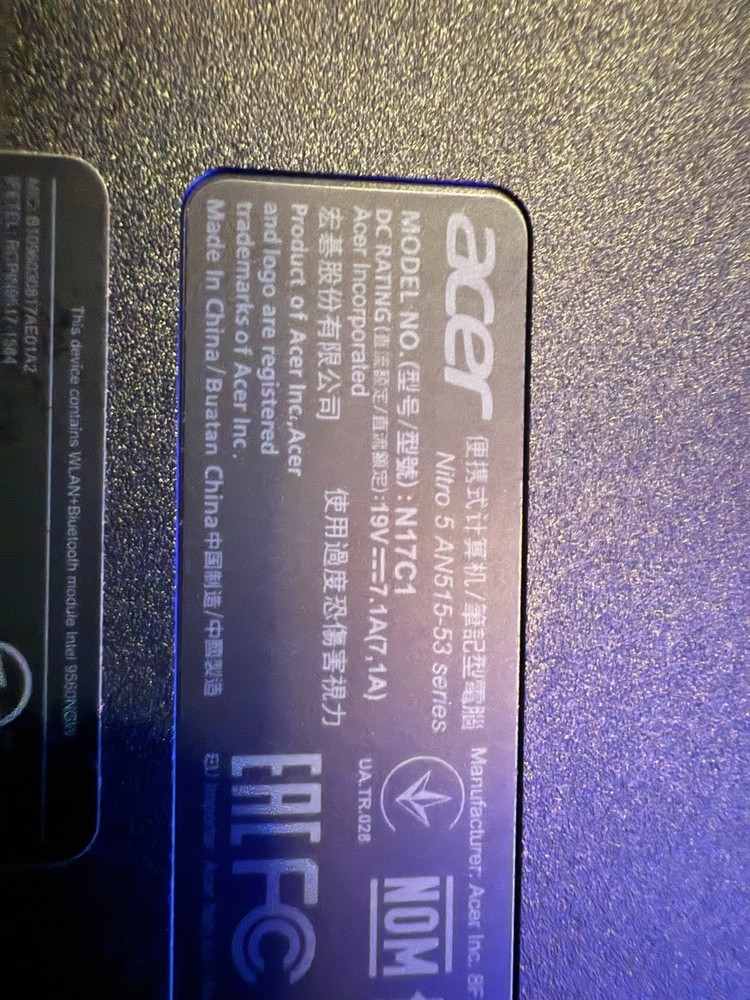 acer
便携式计算机/筆記型電腦
Nitro 5 AN515-53 series
MODEL NO.(型号/型號):N17C1
DC RATING(直流额定/直流額定):19V⎓7.1A(7,1A)
Acer Incorporated
宏碁股份有限公司
使用過度恐傷害視力
Product of Acer Inc.,Acer
and logo are registered
trademarks of Acer Inc.
Made In China/Buatan China中国制造/中國製造
Manufacturer: Acer Inc. 8F
UA.TR.028
NOM
EAC
FC
This device contains WLAN+Bluetooth module Intel 9560NGW